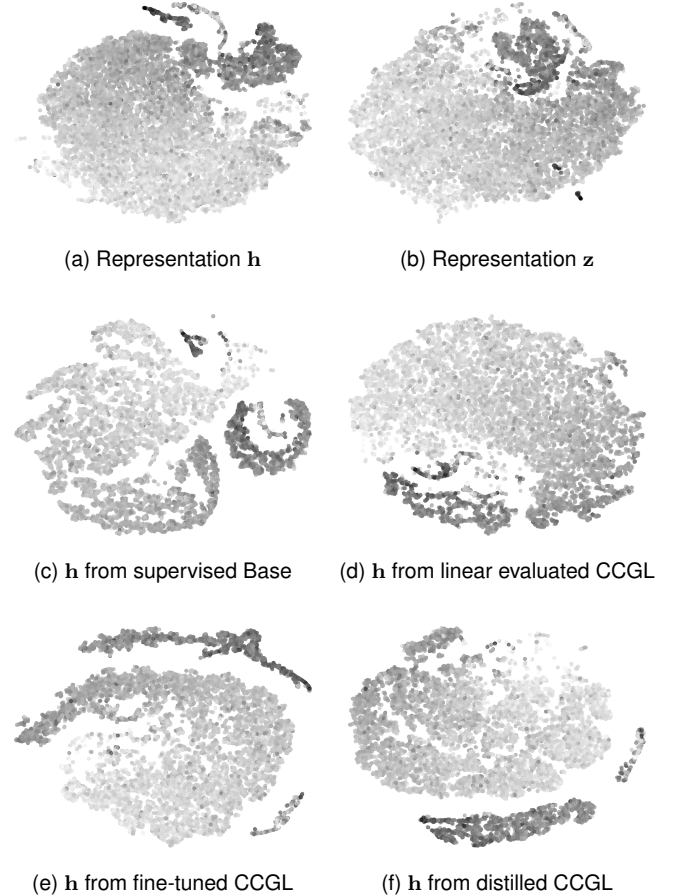 (a) Representation h
(b) Representation z
(c) h from supervised Base
(d) h from linear evaluated CCGL
(e) h from fine-tuned CCGL
(f) h from distilled CCGL